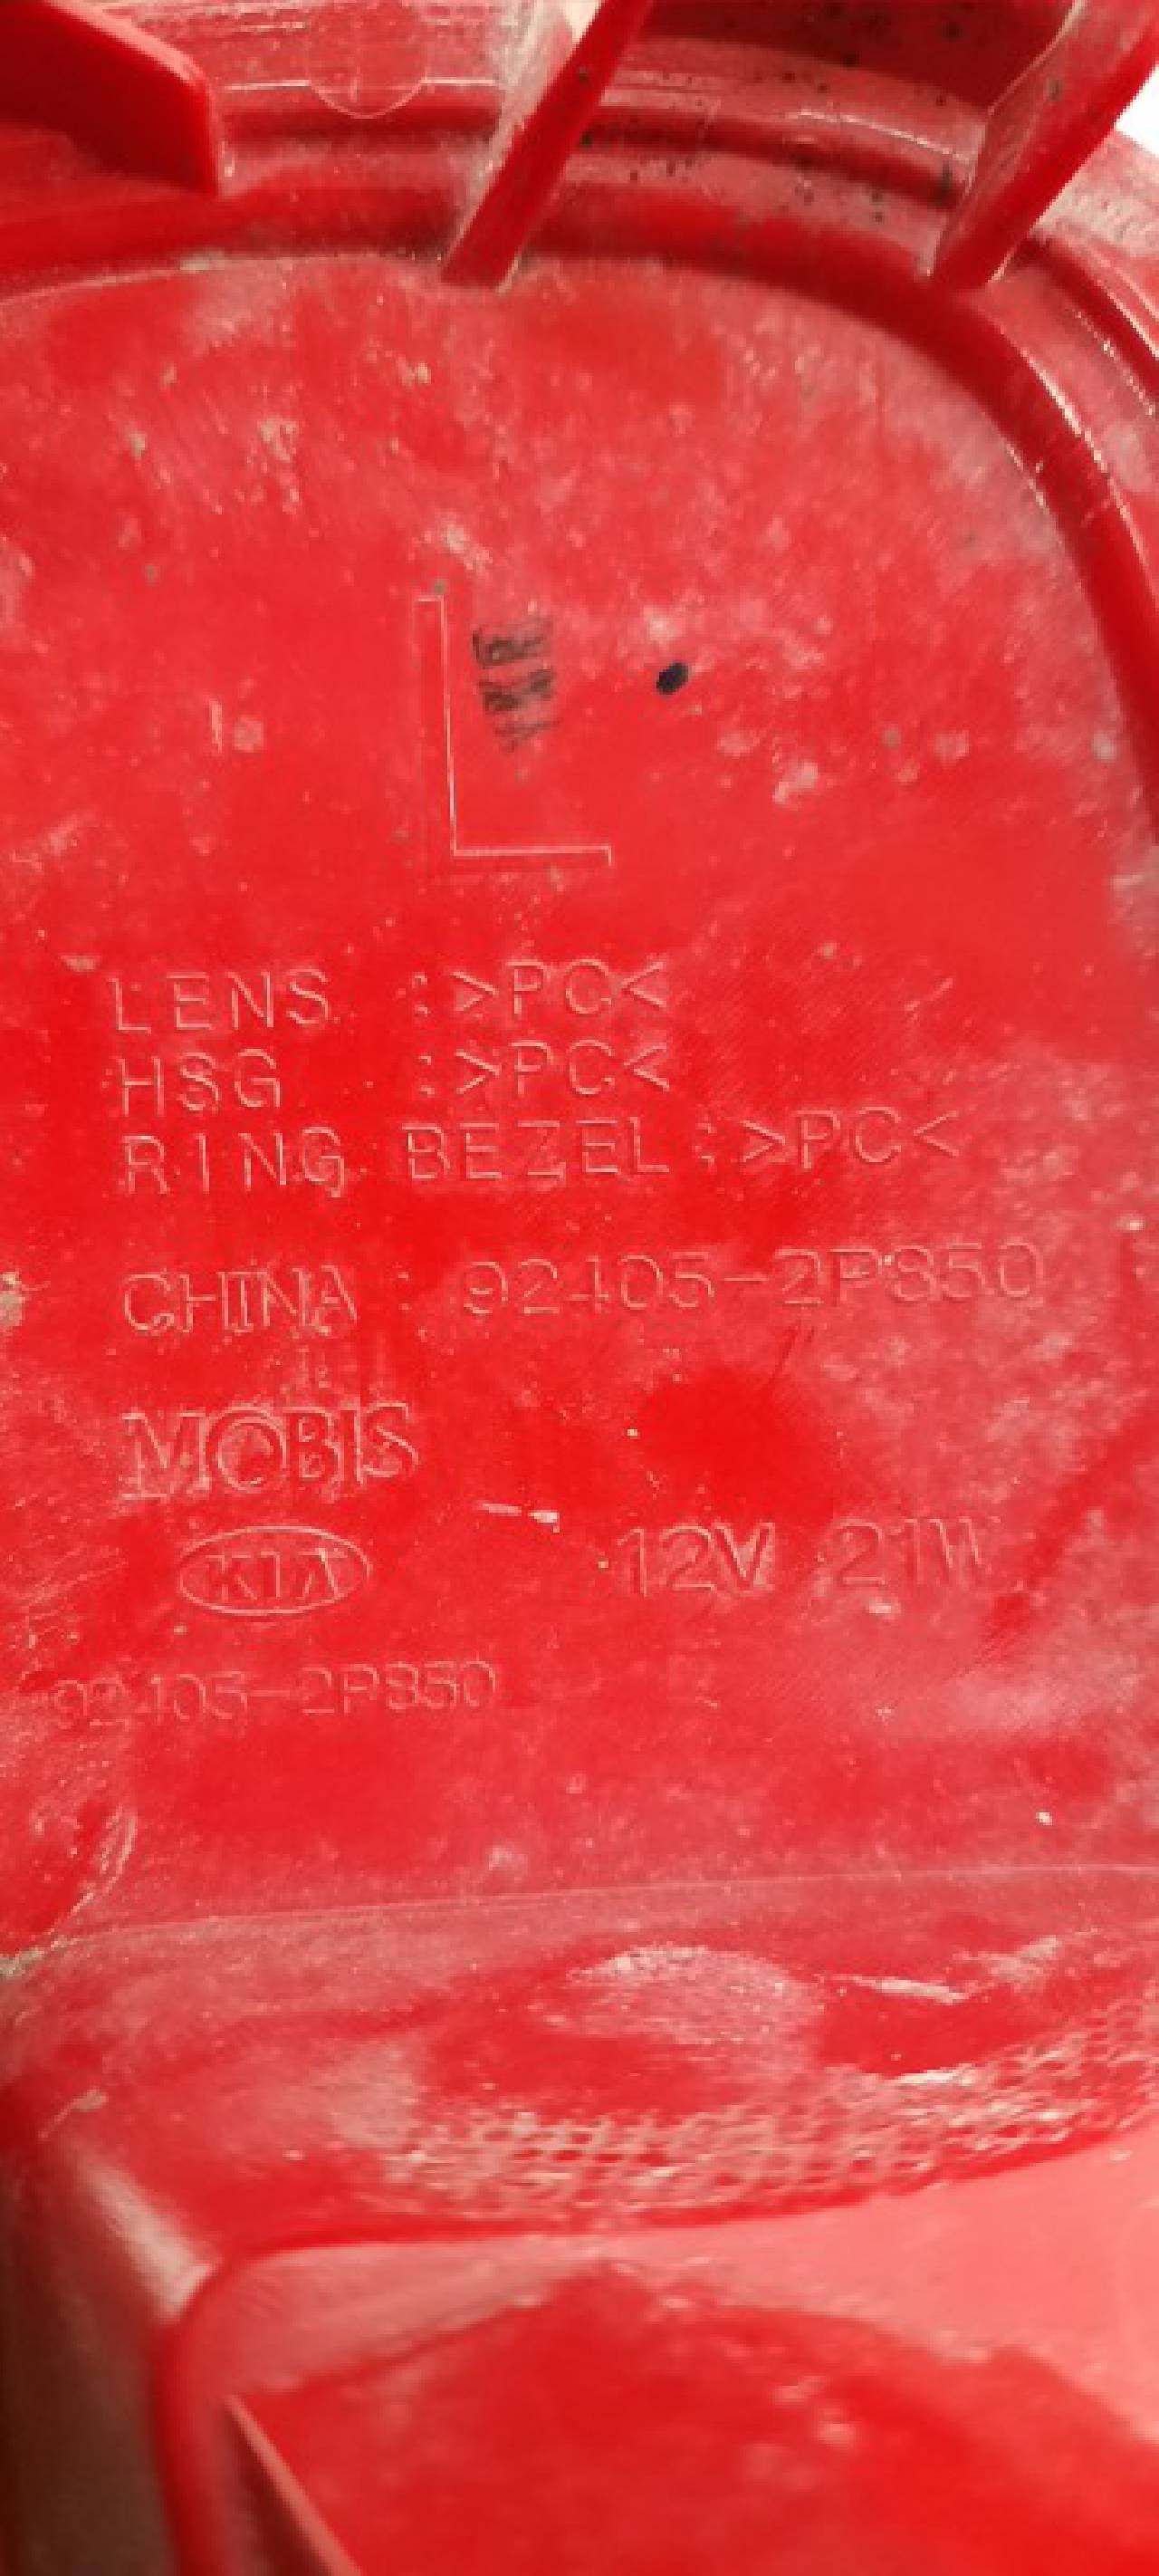 L
LENS :>PC<
HSG :>PC<
RING BEZEL:>PC<
CHINA : 92405-2P850
MOBIS
KIA 12V 21W
92405-2P850